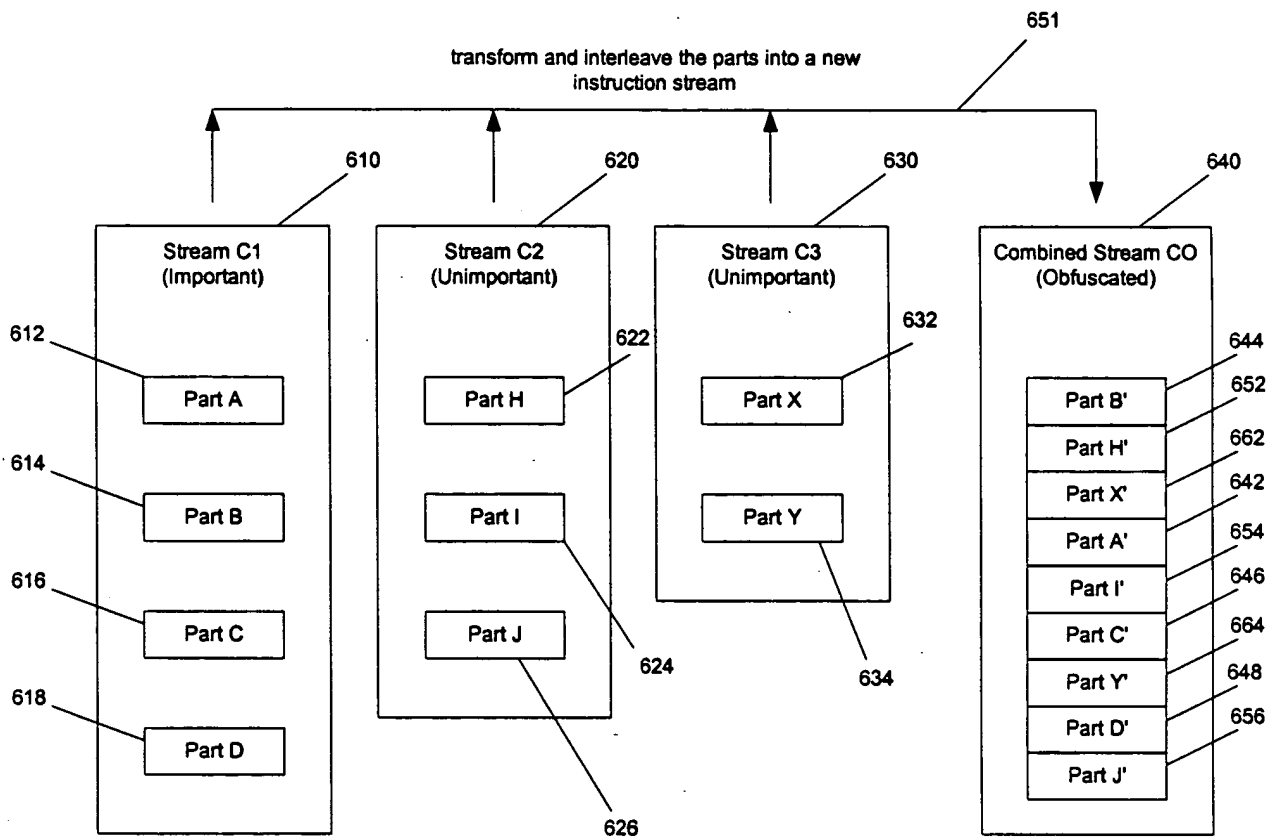 651
transform and interleave the parts into a new
instruction stream
610
620
630
640
Stream C1
(Important)
Stream C2
(Unimportant)
Stream C3
(Unimportant)
Combined Stream CO
(Obfuscated)
612
622
632
644
Part A
Part H
Part X
Part B'
652
Part H'
662
614
Part X'
642
Part B
Part I
Part Y
Part A'
654
Part I'
646
616
Part C
Part J
624
634
Part C'
664
Part Y'
648
618
Part D'
656
Part D
Part J'
626